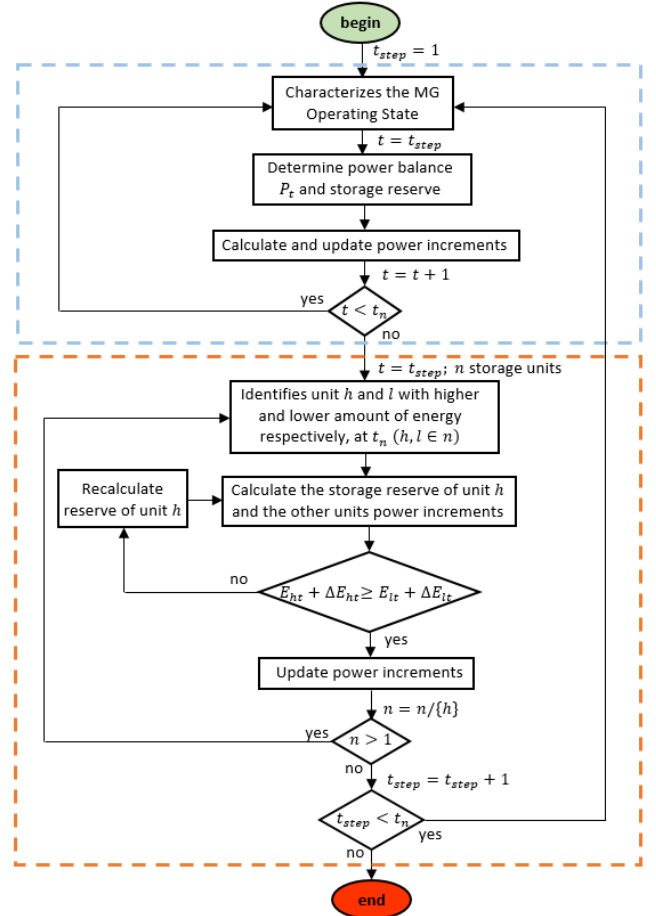 begin
t_step = 1
Characterizes the MG
Operating State
t = t_step
Determine power balance
P_t and storage reserve
Calculate and update power increments
t = t + 1
yes
t < t_n
no
t = t_step; n storage units
Identifies unit h and l with higher
and lower amount of energy
respectively, at t_n (h, l ∈ n)
Recalculate
reserve of unit h
Calculate the storage reserve of unit h
and the other units power increments
no
E_ht + ΔE_ht ≥ E_lt + ΔE_lt
yes
Update power increments
n = n/{h}
yes
n > 1
no
t_step = t_step + 1
t_step < t_n
yes
no
end